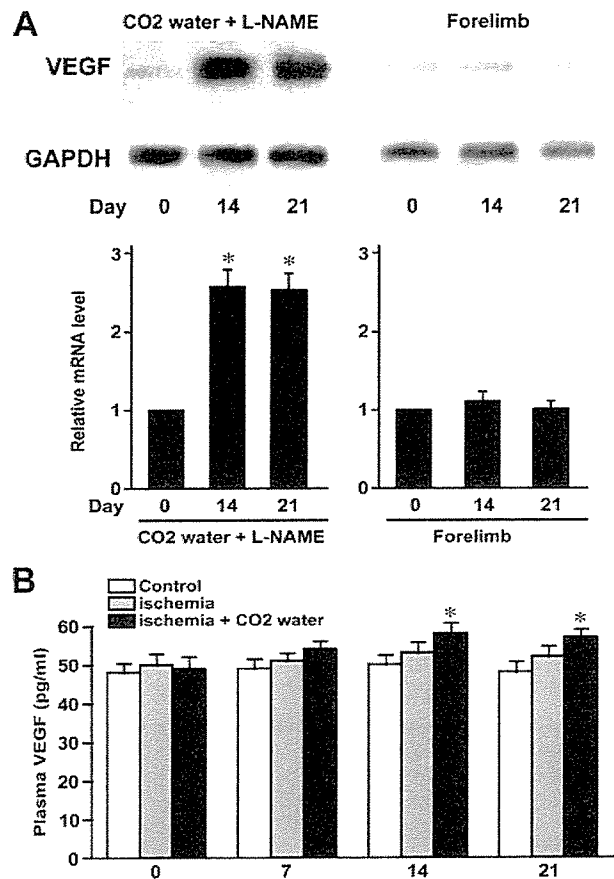 A
CO2 water + L-NAME Forelimb
VEGF
GAPDH
Day 0 14 21 0 14 21
Relative mRNA level
3
2
1
0
* *
Day 0 14 21
CO2 water + L-NAME
3
2
1
0
0 14 21
Forelimb
B
Control
ischemia
ischemia + CO2 water
Plasma VEGF (pg/ml)
60
50
40
30
20
10
0
* *
0 7 14 21